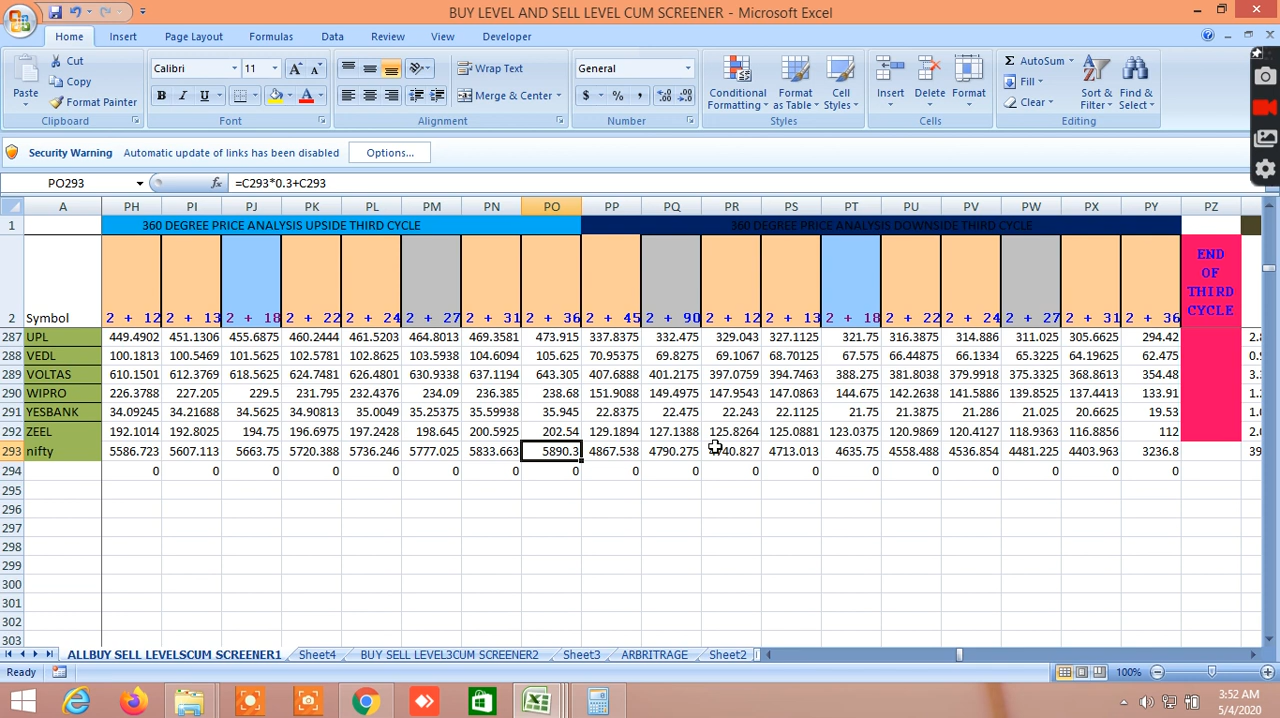 BUY LEVEL AND SELL LEVEL CUM SCREENER - Microsoft Excel
Home Insert Page Layout Formulas Data Review View Developer
Cut
Copy
Format Painter
Paste
Clipboard
Calibri 11
B I U
Font
Wrap Text
Merge & Center
Alignment
General
$ % ,
Number
Conditional Formatting
Format as Table
Cell Styles
Styles
Insert Delete Format
Cells
AutoSum
Fill
Clear
Sort & Filter
Find & Select
Editing
Security Warning Automatic update of links has been disabled Options...
PO293 fx =C293*0.3+C293
A PH PI PJ PK PL PM PN PO PP PQ PR PS PT PU PV PW PX PY PZ
1 360 DEGREE PRICE ANALYSIS UPSIDE THIRD CYCLE 360 DEGREE PRICE ANALYSIS DOWNSIDE THIRD CYCLE
END OF THIRD CYCLE
2 Symbol 2 + 12 2 + 13 2 + 18 2 + 22 2 + 24 2 + 27 2 + 31 2 + 36 2 + 45 2 + 90 2 + 12 2 + 13 2 + 18 2 + 22 2 + 24 2 + 27 2 + 31 2 + 36
287 UPL 449.4902 451.1306 455.6875 460.2444 461.5203 464.8013 469.3581 473.915 337.8375 332.475 329.043 327.1125 321.75 316.3875 314.886 311.025 305.6625 294.42 2.8
288 VEDL 100.1813 100.5469 101.5625 102.5781 102.8625 103.5938 104.6094 105.625 70.95375 69.8275 69.1067 68.70125 67.575 66.44875 66.1334 65.3225 64.19625 62.475 0.9
289 VOLTAS 610.1501 612.3769 618.5625 624.7481 626.4801 630.9338 637.1194 643.305 407.6888 401.2175 397.0759 394.7463 388.275 381.8038 379.9918 375.3325 368.8613 354.48 3.3
290 WIPRO 226.3788 227.205 229.5 231.795 232.4376 234.09 236.385 238.68 151.9088 149.4975 147.9543 147.0863 144.675 142.2638 141.5886 139.8525 137.4413 133.91 1.2
291 YESBANK 34.09245 34.21688 34.5625 34.90813 35.0049 35.25375 35.59938 35.945 22.8375 22.475 22.243 22.1125 21.75 21.3875 21.286 21.025 20.6625 19.53 1.0
292 ZEEL 192.1014 192.8025 194.75 196.6975 197.2428 198.645 200.5925 202.54 129.1894 127.1388 125.8264 125.0881 123.0375 120.9869 120.4127 118.9363 116.8856 112 2.0
293 nifty 5586.723 5607.113 5663.75 5720.388 5736.246 5777.025 5833.663 5890.3 4867.538 4790.275 4713.013 4635.75 4558.488 4536.854 4481.225 4403.963 3236.8 39
294 0 0 0 0 0 0 0 0 0 0 0 0 0 0 0 0 0 0
295
296
297
298
299
300
301
302
303
ALLBUY SELL LEVELSCUM SCREENER1 Sheet4 BUY SELL LEVEL3CUM SCREENER2 Sheet3 ARBRITRAGE Sheet2
Ready 100%
3:52 AM
5/4/2020